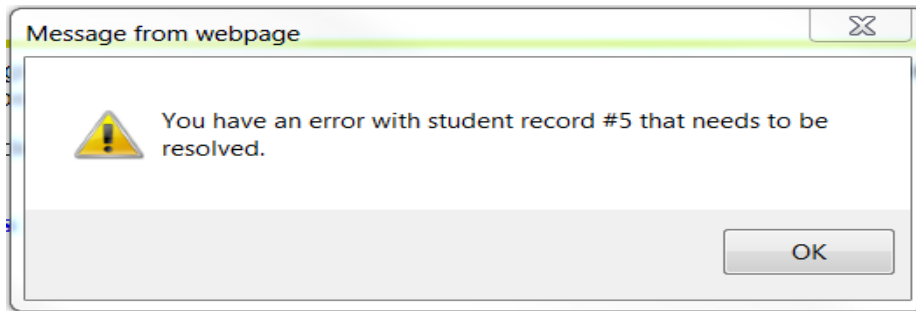 Message from webpage
You have an error with student record #5 that needs to be
resolved.
OK